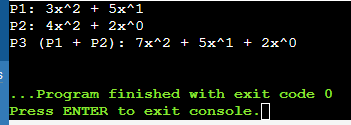 P1: 3x^2 + 5x^1
P2: 4x^2 + 2x^0
P3 (P1 + P2): 7x^2 + 5x^1 + 2x^0
...Program finished with exit code 0
Press ENTER to exit console.